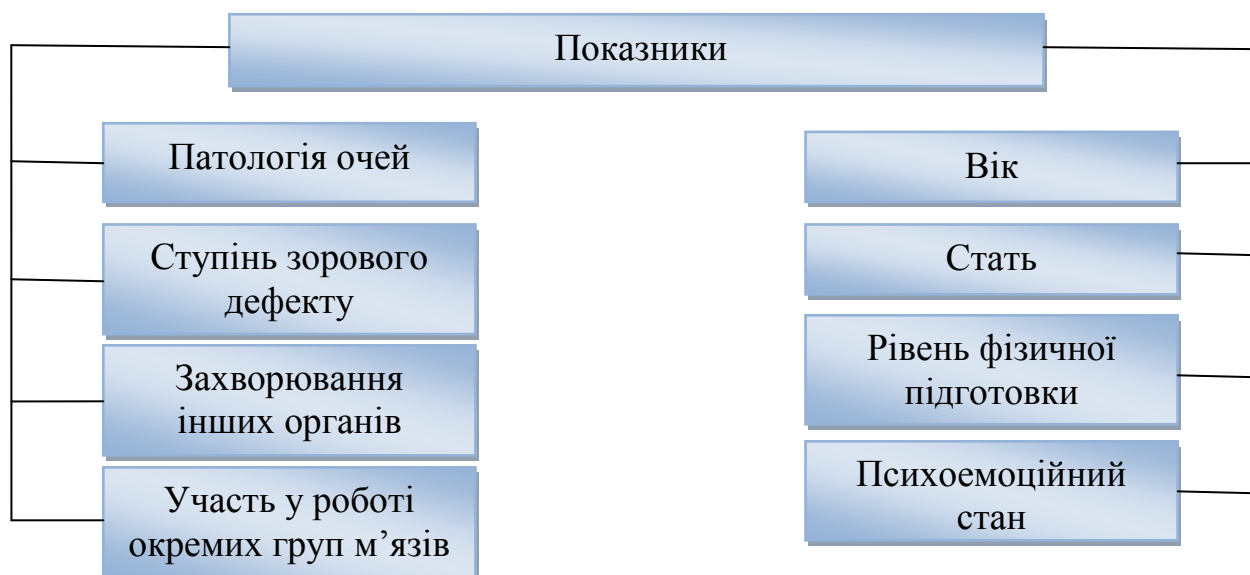 Показники
Патологія очей
Ступінь зорового
дефекту
Захворювання
інших органів
Участь у роботі
окремих груп м’язів
Вік
Стать
Рівень фізичної
підготовки
Психоемоційний
стан